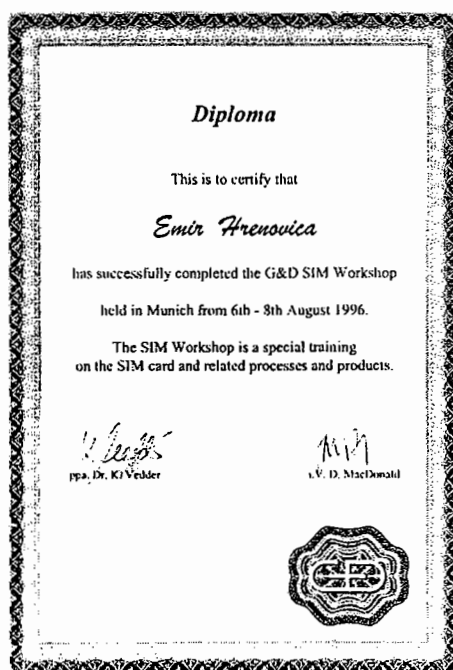 Diploma
This is to certify that
Emir Hrenovica
has successfully completed the G&D SIM Workshop
held in Munich from 6th - 8th August 1996.
The SIM Workshop is a special training
on the SIM card and related processes and products.
ppa. Dr. K. Vedder
i.V. D. MacDonald